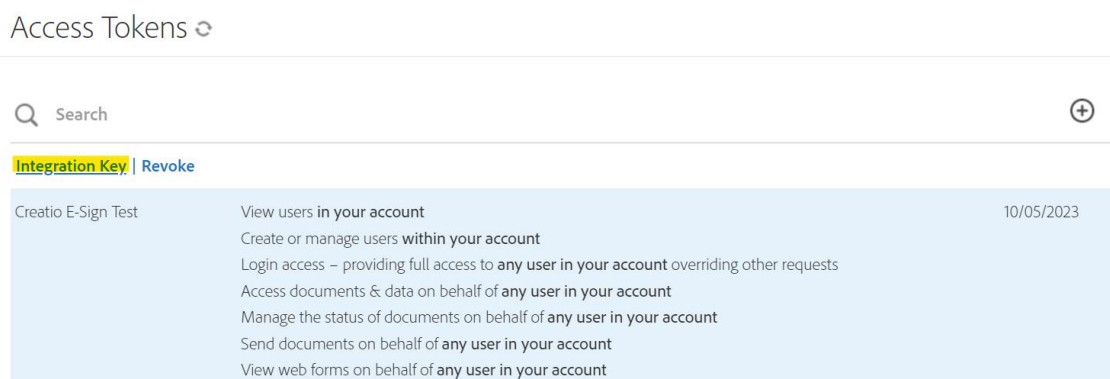 Access Tokens
Search
Integration Key | Revoke
Creatio E-Sign Test View users in your account 10/05/2023
Create or manage users within your account
Login access – providing full access to any user in your account overriding other requests
Access documents & data on behalf of any user in your account
Manage the status of documents on behalf of any user in your account
Send documents on behalf of any user in your account
View web forms on behalf of any user in your account